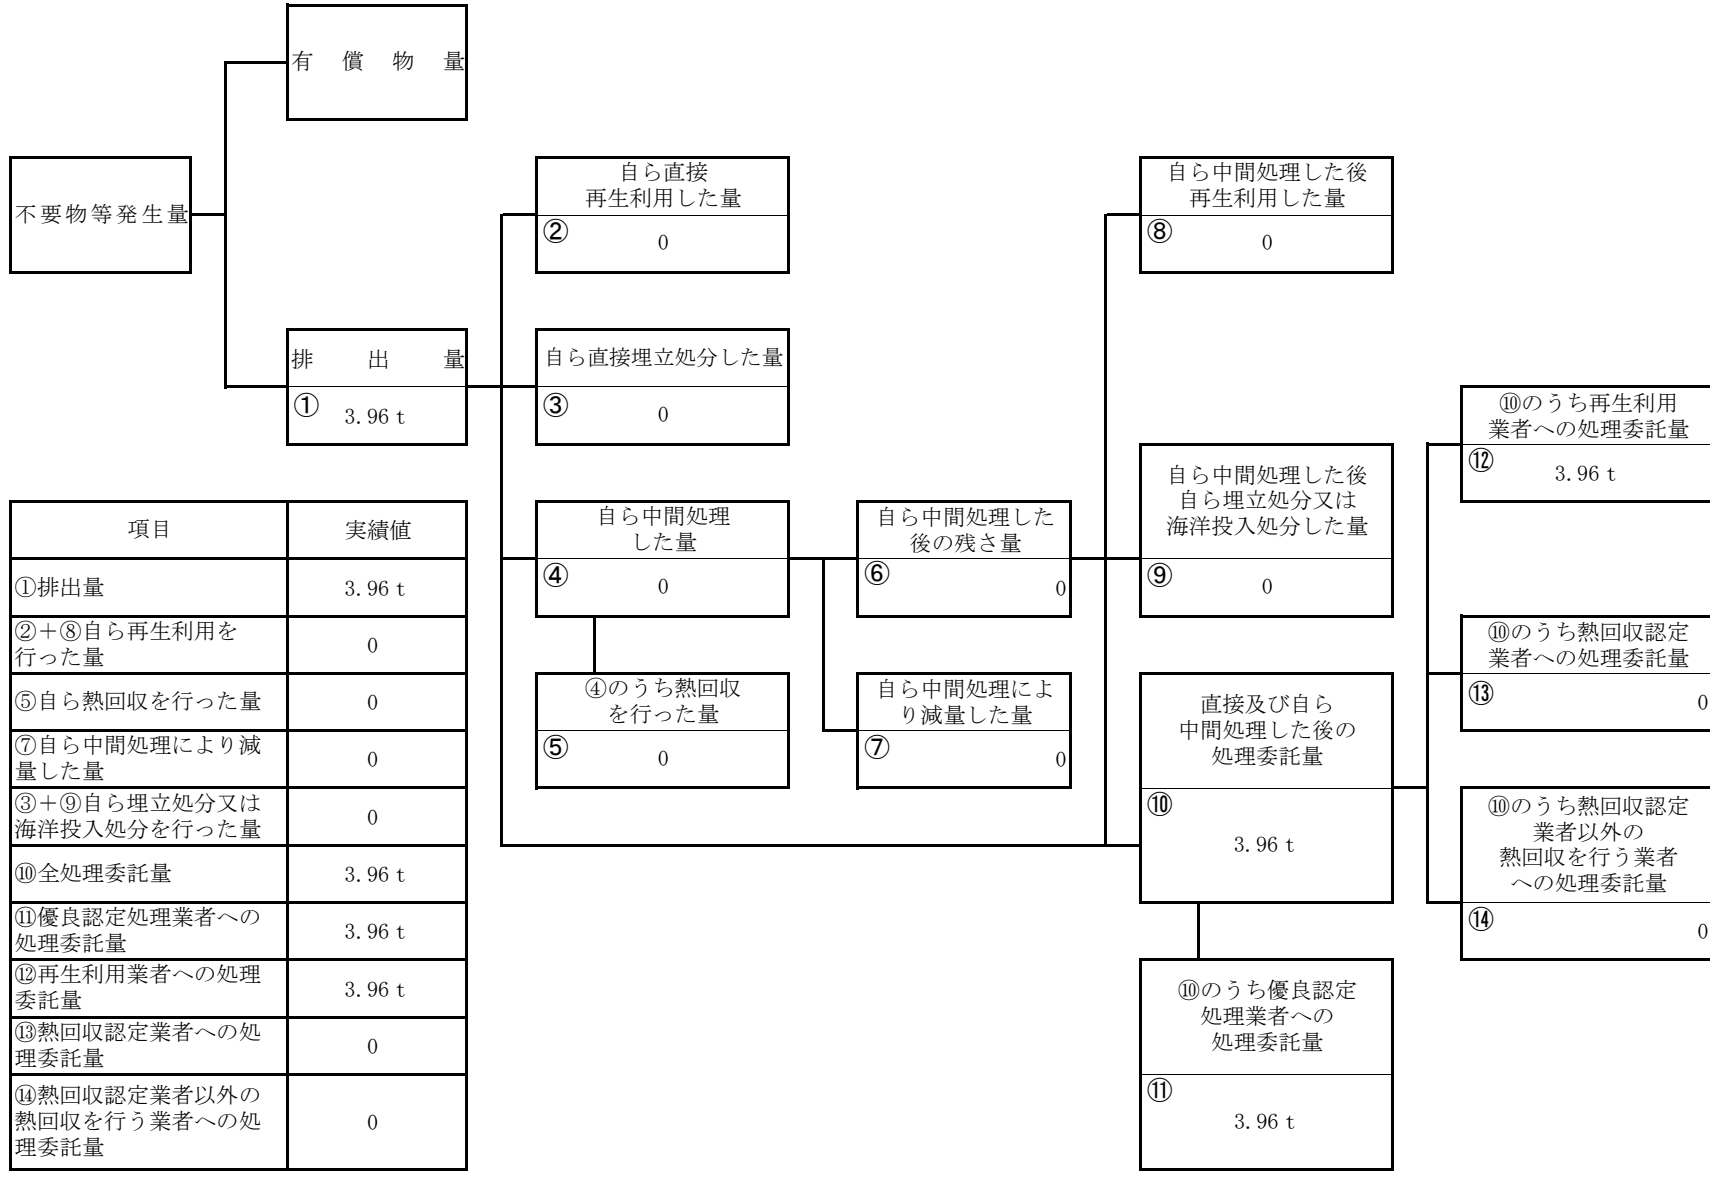 有償物量
不要物等発生量
自ら直接
再生利用した量
② 0
自ら中間処理した後
再生利用した量
⑧ 0
排出量
① 3.96 t
自ら直接埋立処分した量
③ 0
⑩のうち再生利用
業者への処理委託量
⑫ 3.96 t
自ら中間処理した後
自ら埋立処分又は
海洋投入処分した量
⑨ 0
自ら中間処理
した量
④ 0
自ら中間処理した
後の残さ量
⑥ 0
⑩のうち熱回収認定
業者への処理委託量
⑬ 0
④のうち熱回収
を行った量
⑤ 0
自ら中間処理によ
り減量した量
⑦ 0
直接及び自ら
中間処理した後の
処理委託量
⑩
3.96 t
⑩のうち熱回収認定
業者以外の
熱回収を行う業者
への処理委託量
⑭ 0
⑩のうち優良認定
処理業者への
処理委託量
⑪
3.96 t
項目 実績値
①排出量 3.96 t
②＋⑧自ら再生利用を
行った量 0
⑤自ら熱回収を行った量 0
⑦自ら中間処理により減
量した量 0
③＋⑨自ら埋立処分又は
海洋投入処分を行った量 0
⑩全処理委託量 3.96 t
⑪優良認定処理業者への
処理委託量 3.96 t
⑫再生利用業者への処理
委託量 3.96 t
⑬熱回収認定業者への処
理委託量 0
⑭熱回収認定業者以外の
熱回収を行う業者への処
理委託量 0